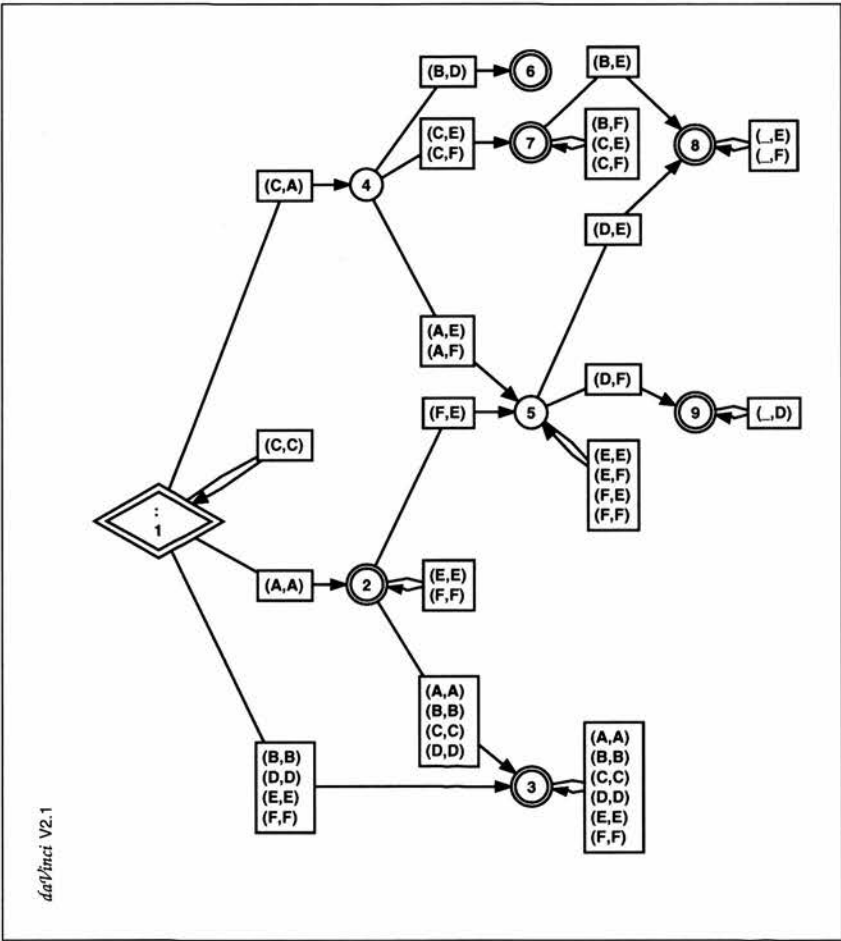 (B,D)
6
(B,E)
(C,E)
(C,F)
7
(B,F)
(C,E)
(C,F)
8
(_,E)
(_,F)
(C,A)
4
(D,E)
(A,E)
(A,F)
(D,F)
(F,E)
5
9
(_,D)
(C,C)
(E,E)
(E,F)
(F,E)
(F,F)
:
1
(A,A)
2
(E,E)
(F,F)
(A,A)
(B,B)
(C,C)
(D,D)
(B,B)
(D,D)
(E,E)
(F,F)
3
(A,A)
(B,B)
(C,C)
(D,D)
(E,E)
(F,F)
daVinci V2.1